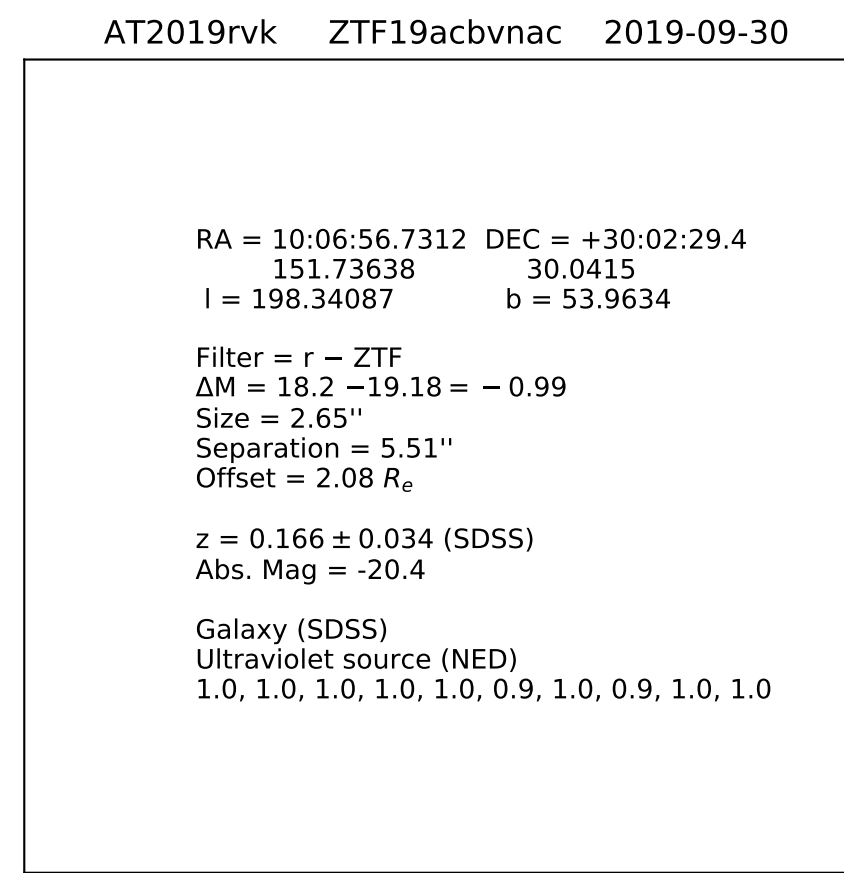 AT2019rvk ZTF19acbvnac 2019-09-30
RA = 10:06:56.7312 DEC = +30:02:29.4
151.73638 30.0415
l = 198.34087 b = 53.9634
Filter = r − ZTF
ΔM = 18.2 −19.18 = − 0.99
Size = 2.65''
Separation = 5.51''
Offset = 2.08 Rₑ
z = 0.166 ± 0.034 (SDSS)
Abs. Mag = -20.4
Galaxy (SDSS)
Ultraviolet source (NED)
1.0, 1.0, 1.0, 1.0, 1.0, 0.9, 1.0, 0.9, 1.0, 1.0